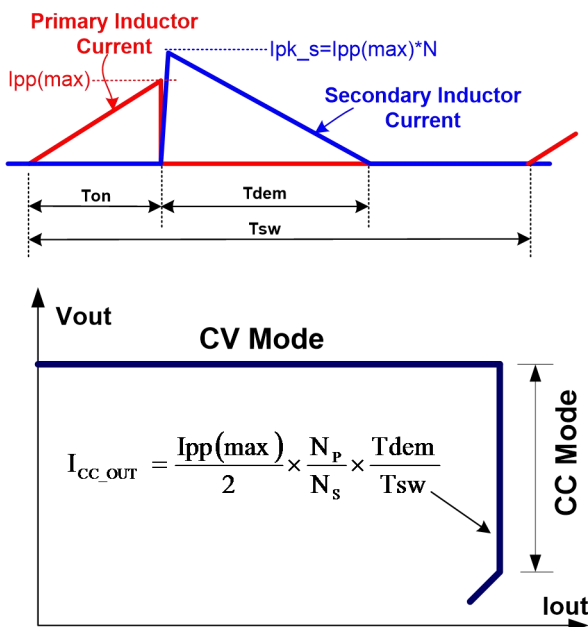 Primary Inductor
Current
Ipk_s=Ipp(max)*N
Ipp(max)
Secondary Inductor
Current
Ton
Tdem
Tsw
Vout
CV Mode
I_CC_OUT = Ipp(max)/2 × N_P/N_S × Tdem/Tsw
CC Mode
Iout